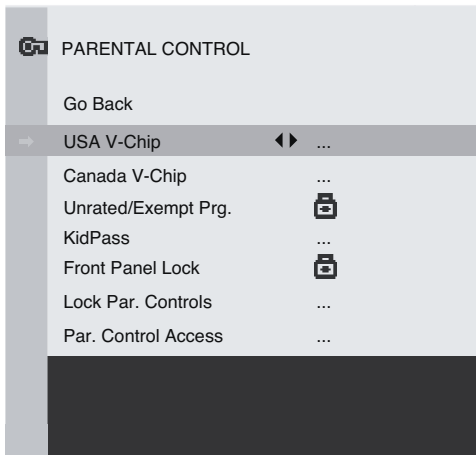 PARENTAL CONTROL
Go Back
USA V-Chip ...
Canada V-Chip ...
Unrated/Exempt Prg.
KidPass ...
Front Panel Lock
Lock Par. Controls ...
Par. Control Access ...